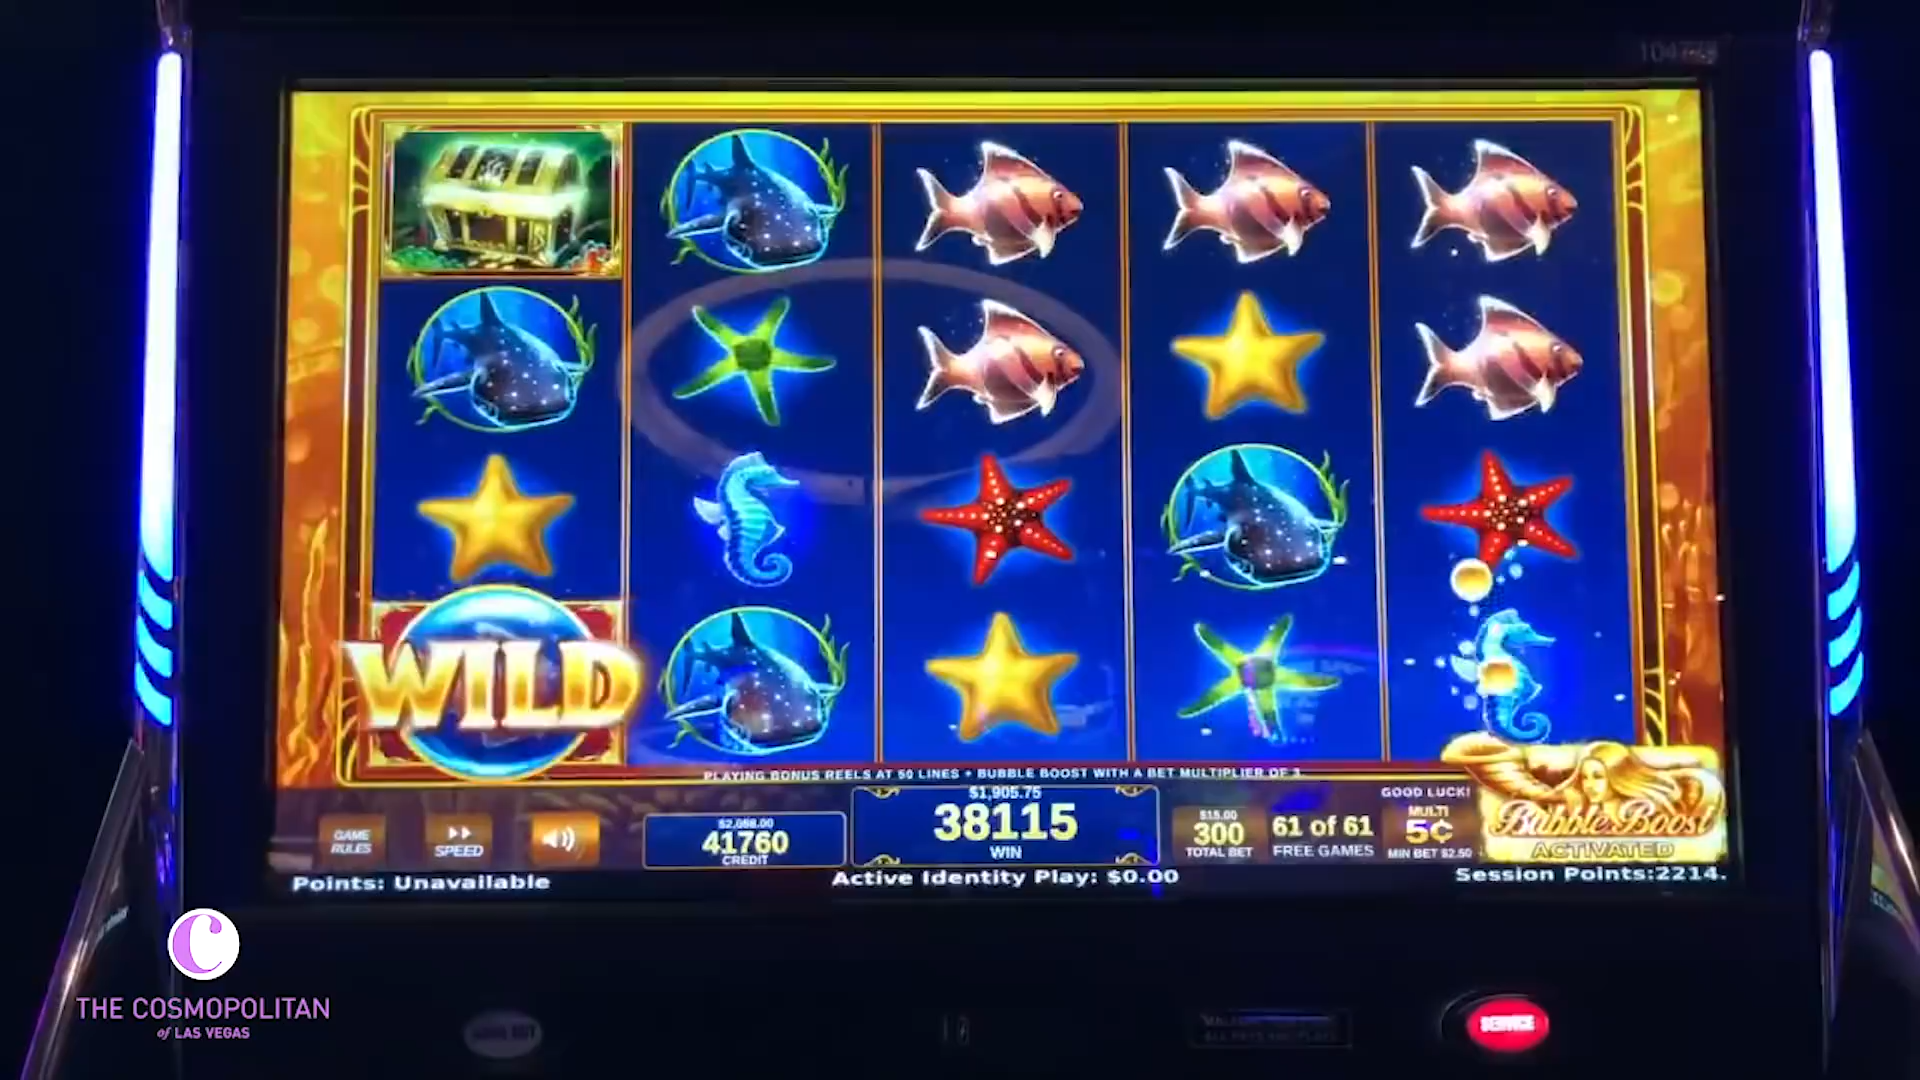 WILD
PLAYING BONUS REELS AT 50 LINES • BUBBLE BOOST WITH A BET MULTIPLIER OF 3
GAME
RULES
SPEED
$2,088.00
41760
CREDIT
$1,905.75
38115
WIN
$15.00
300
TOTAL BET
61 of 61
FREE GAMES
GOOD LUCK!
MULTI
5¢
MIN BET $2.50
Bubble Boost
ACTIVATED
Points: Unavailable
Active Identity Play: $0.00
Session Points:2214.
C
THE COSMOPOLITAN
of LAS VEGAS
SERVICE